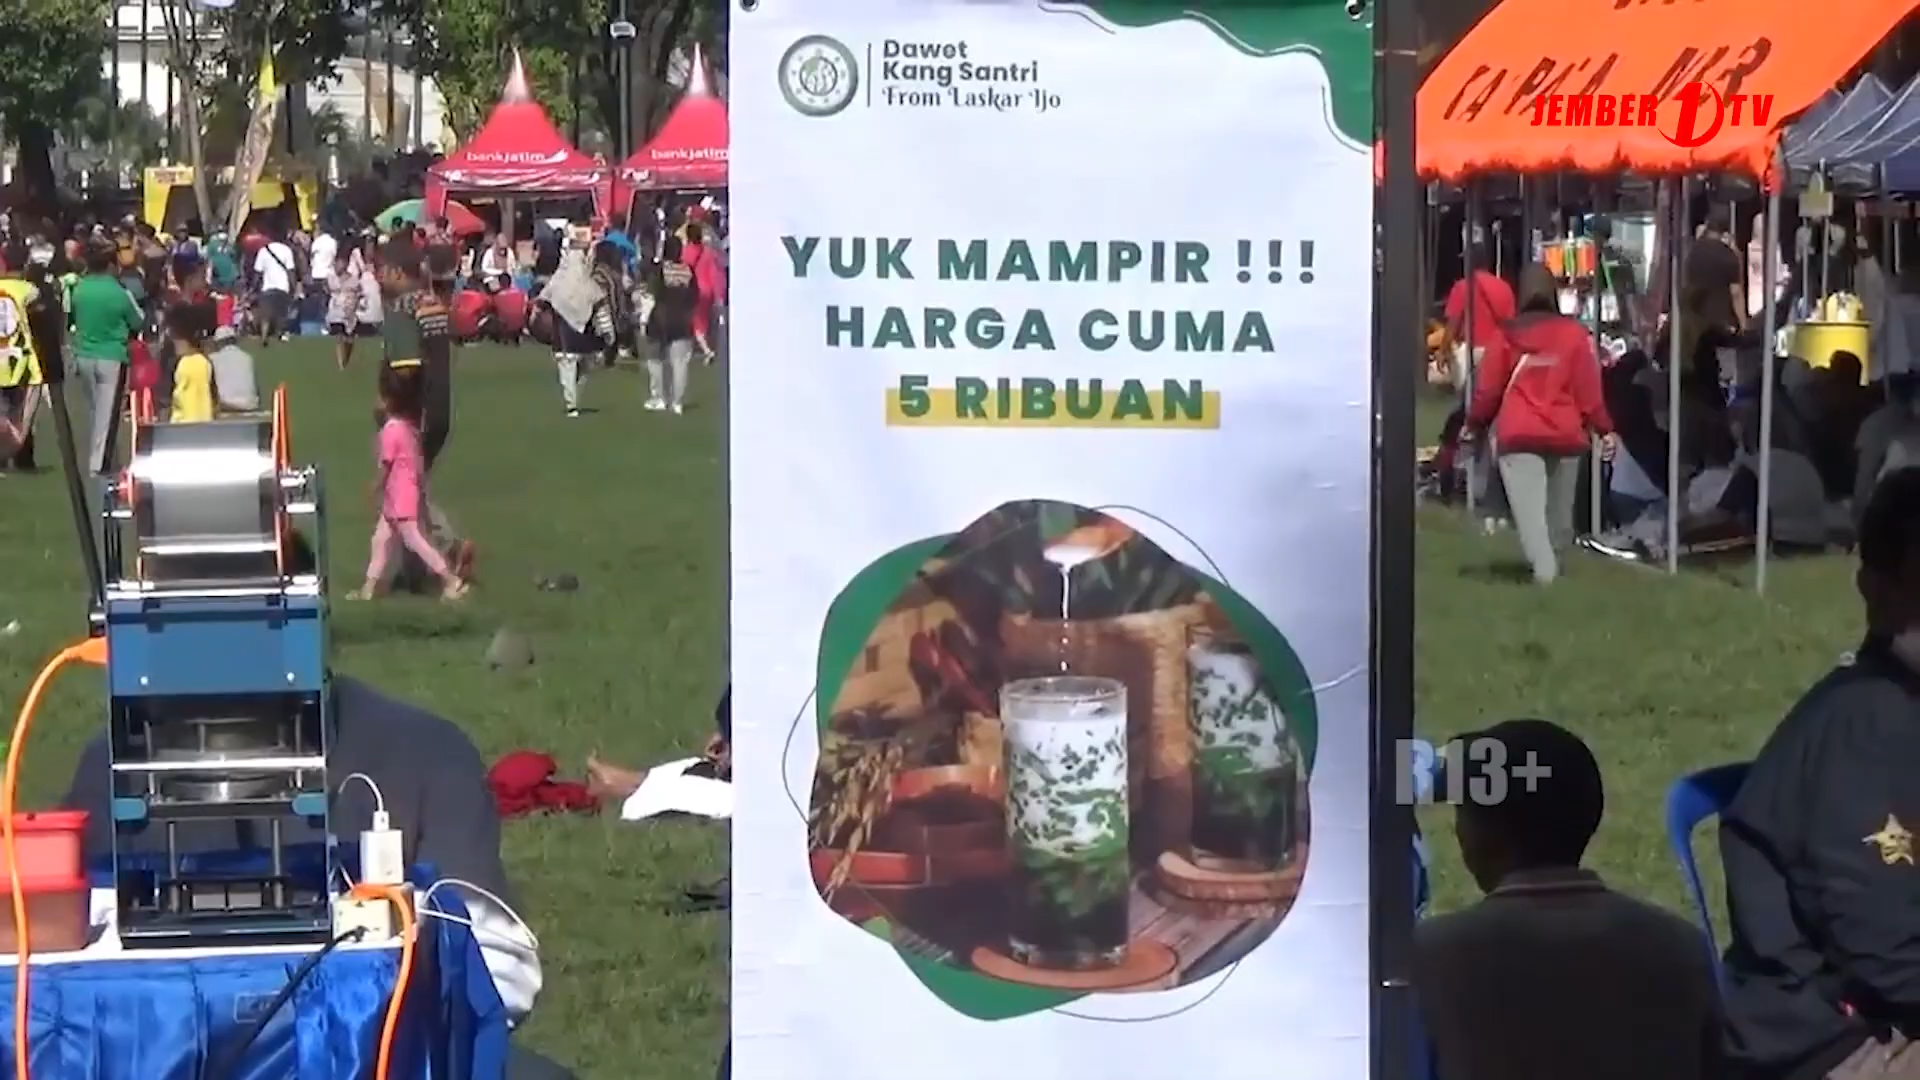 Dawet
Kang Santri
From Laskar Ijo
YUK MAMPIR !!!
HARGA CUMA
5 RIBUAN
bankjatim
bankjatim
JEMBER 1 TV
R13+